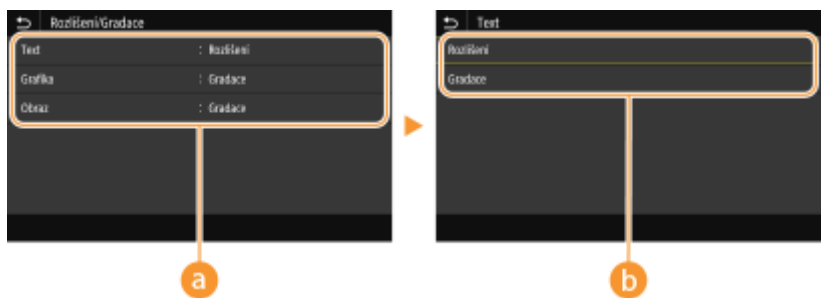 Rozlišení/Gradace
Text : Rozlišení
Grafika : Gradace
Obraz : Gradace
a
Text
Rozlišení
Gradace
b